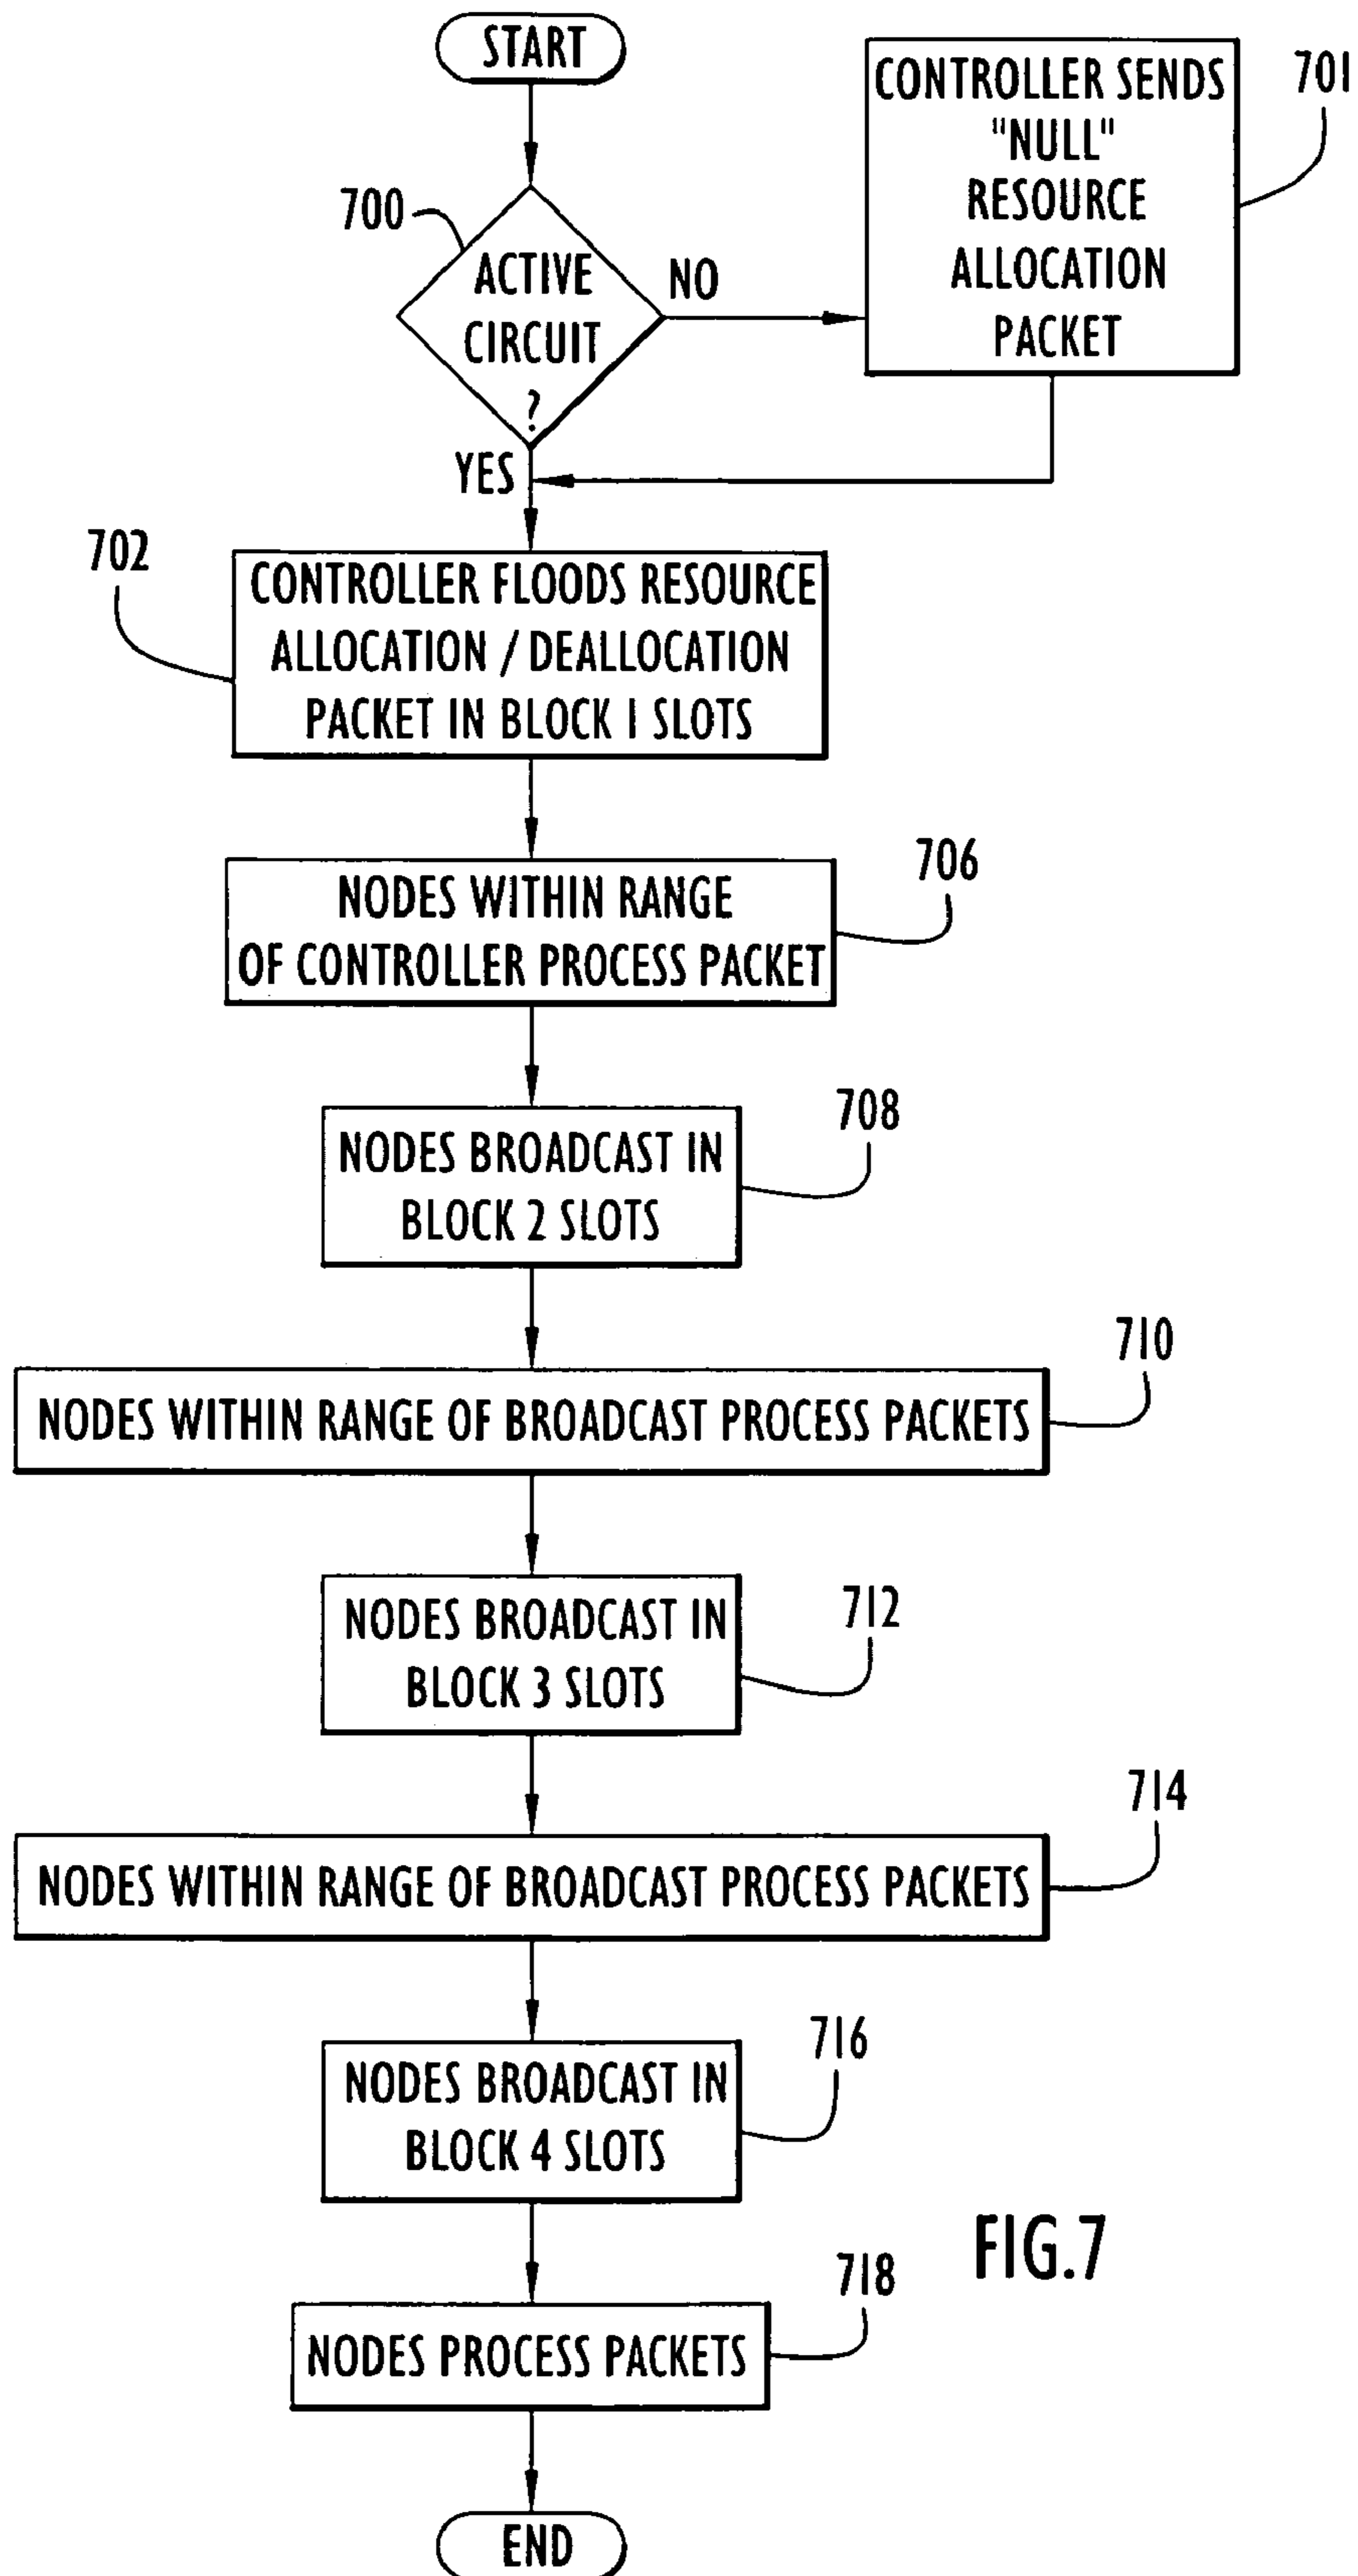 START
CONTROLLER SENDS
"NULL"
RESOURCE
ALLOCATION
PACKET
701
700
ACTIVE
CIRCUIT
?
NO
YES
702
CONTROLLER FLOODS RESOURCE
ALLOCATION / DEALLOCATION
PACKET IN BLOCK 1 SLOTS
706
NODES WITHIN RANGE
OF CONTROLLER PROCESS PACKET
708
NODES BROADCAST IN
BLOCK 2 SLOTS
710
NODES WITHIN RANGE OF BROADCAST PROCESS PACKETS
712
NODES BROADCAST IN
BLOCK 3 SLOTS
714
NODES WITHIN RANGE OF BROADCAST PROCESS PACKETS
716
NODES BROADCAST IN
BLOCK 4 SLOTS
FIG.7
718
NODES PROCESS PACKETS
END